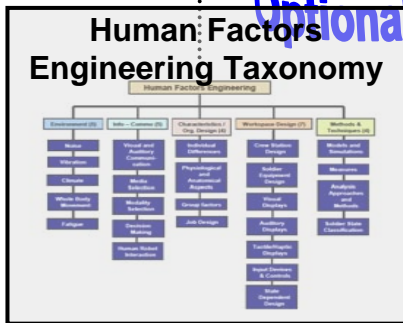 Optional
Human Factors
Engineering Taxonomy
Human Factors Engineering
Environment (5)
Noise
Vibration
Climate
Whole Body
Movement
Fatigue
Info – Commo (5)
Visual and
Auditory
Communi-
cation
Media
Selection
Modality
Selection
Decision
Making
Human Robot
Interaction
Characteristics /
Org. Design (4)
Individual
Differences
Physiological
and
Anatomical
Aspects
Group factors
Job Design
Workspace Design (7)
Crew Station
Design
Soldier
Equipment
Design
Visual
Displays
Auditory
Displays
Tactile/Haptic
Displays
Input Devices
& Controls
State
Dependent
Design
Methods &
Techniques (4)
Models and
Simulations
Measures
Analysis
Approaches
and
Methods
Soldier State
Classification